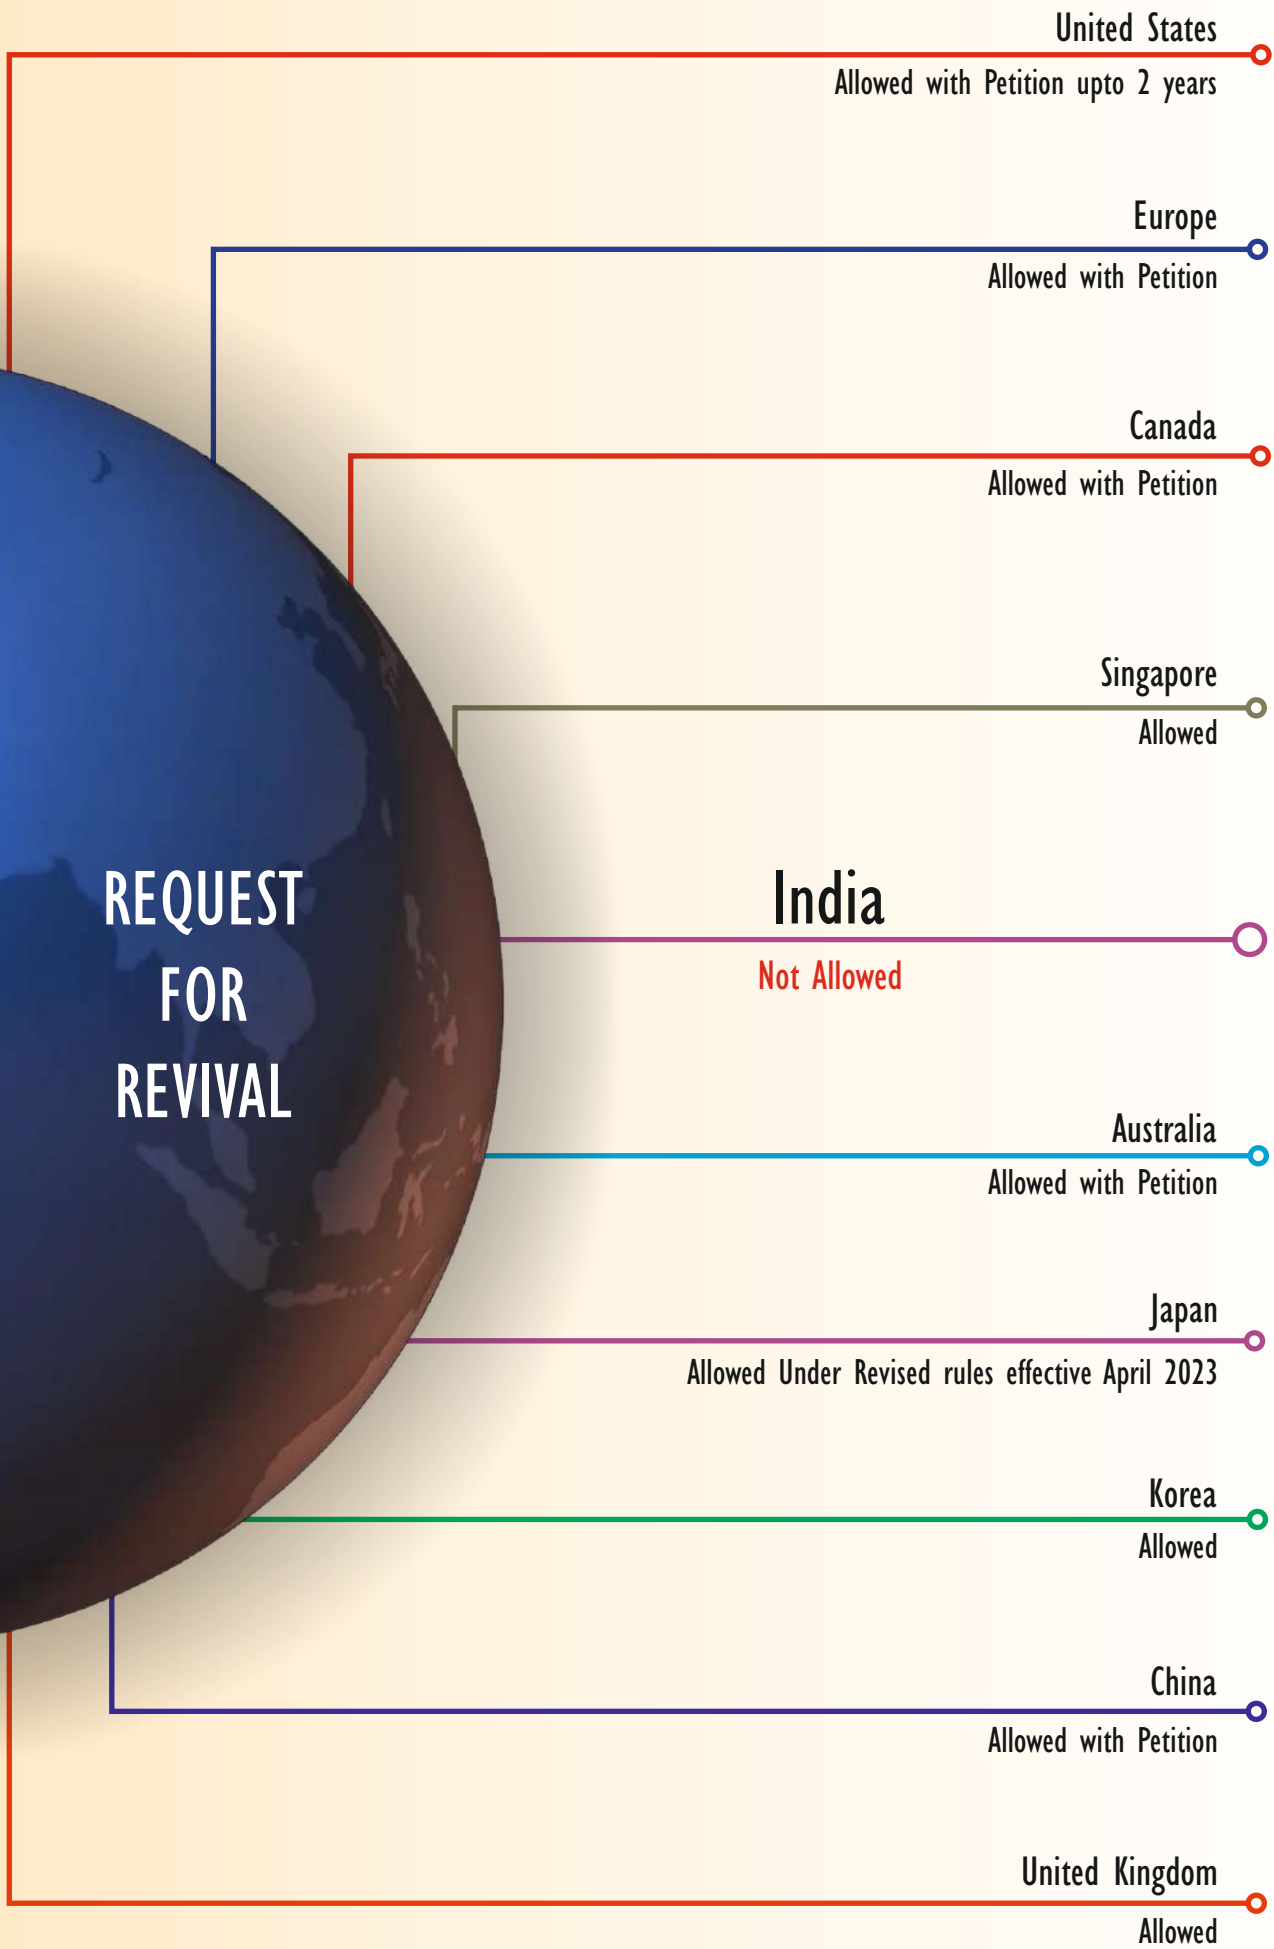 United States
Allowed with Petition upto 2 years
Europe
Allowed with Petition
Canada
Allowed with Petition
Singapore
Allowed
REQUEST
FOR
REVIVAL
India
Not Allowed
Australia
Allowed with Petition
Japan
Allowed Under Revised rules effective April 2023
Korea
Allowed
China
Allowed with Petition
United Kingdom
Allowed